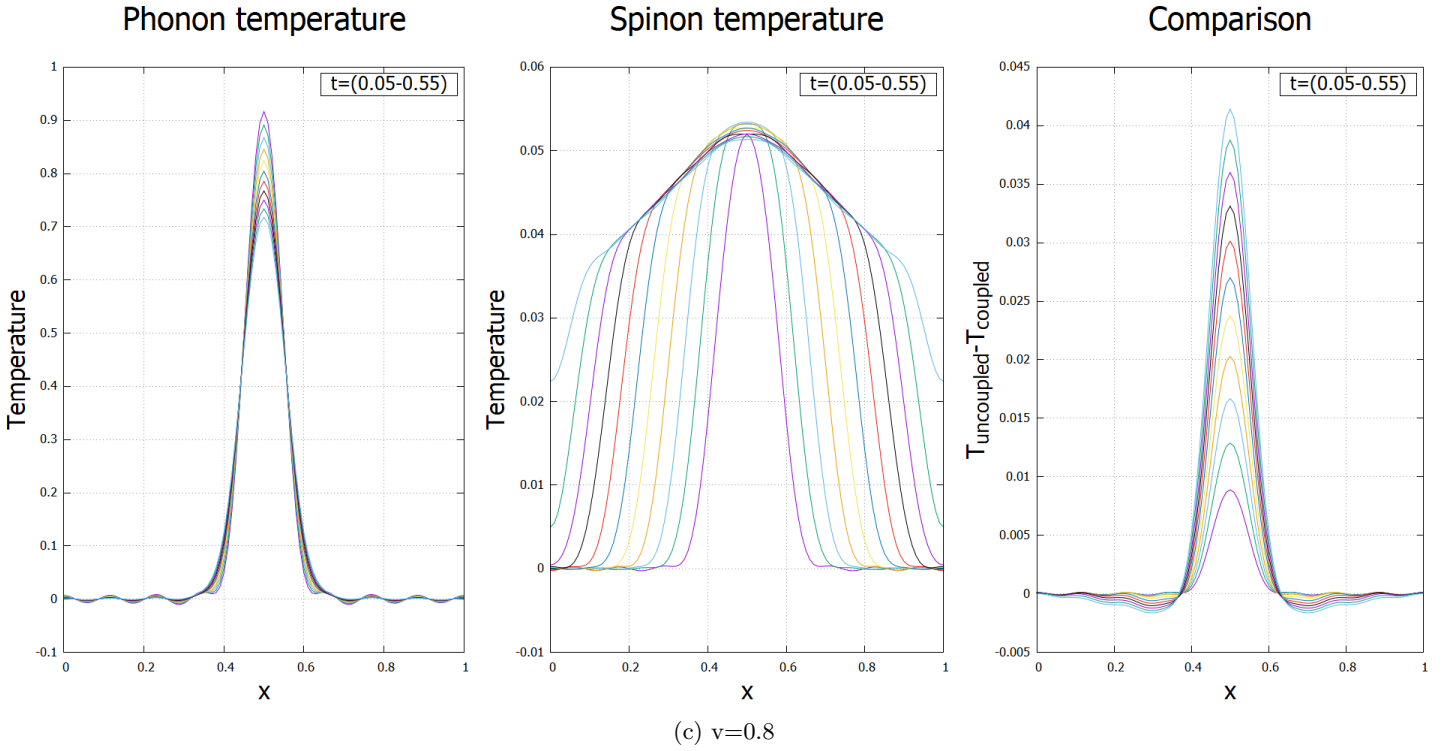 Phonon temperature
Spinon temperature
Comparison
t=(0.05-0.55)
1
0.9
0.8
0.7
0.6
0.5
0.4
0.3
0.2
0.1
0
-0.1
Temperature
0 0.2 0.4 0.6 0.8 1
x
t=(0.05-0.55)
0.06
0.05
0.04
0.03
0.02
0.01
0
-0.01
Temperature
0 0.2 0.4 0.6 0.8 1
x
t=(0.05-0.55)
0.045
0.04
0.035
0.03
0.025
0.02
0.015
0.01
0.005
0
-0.005
Tuncoupled-Tcoupled
0 0.2 0.4 0.6 0.8 1
x
(c) v=0.8